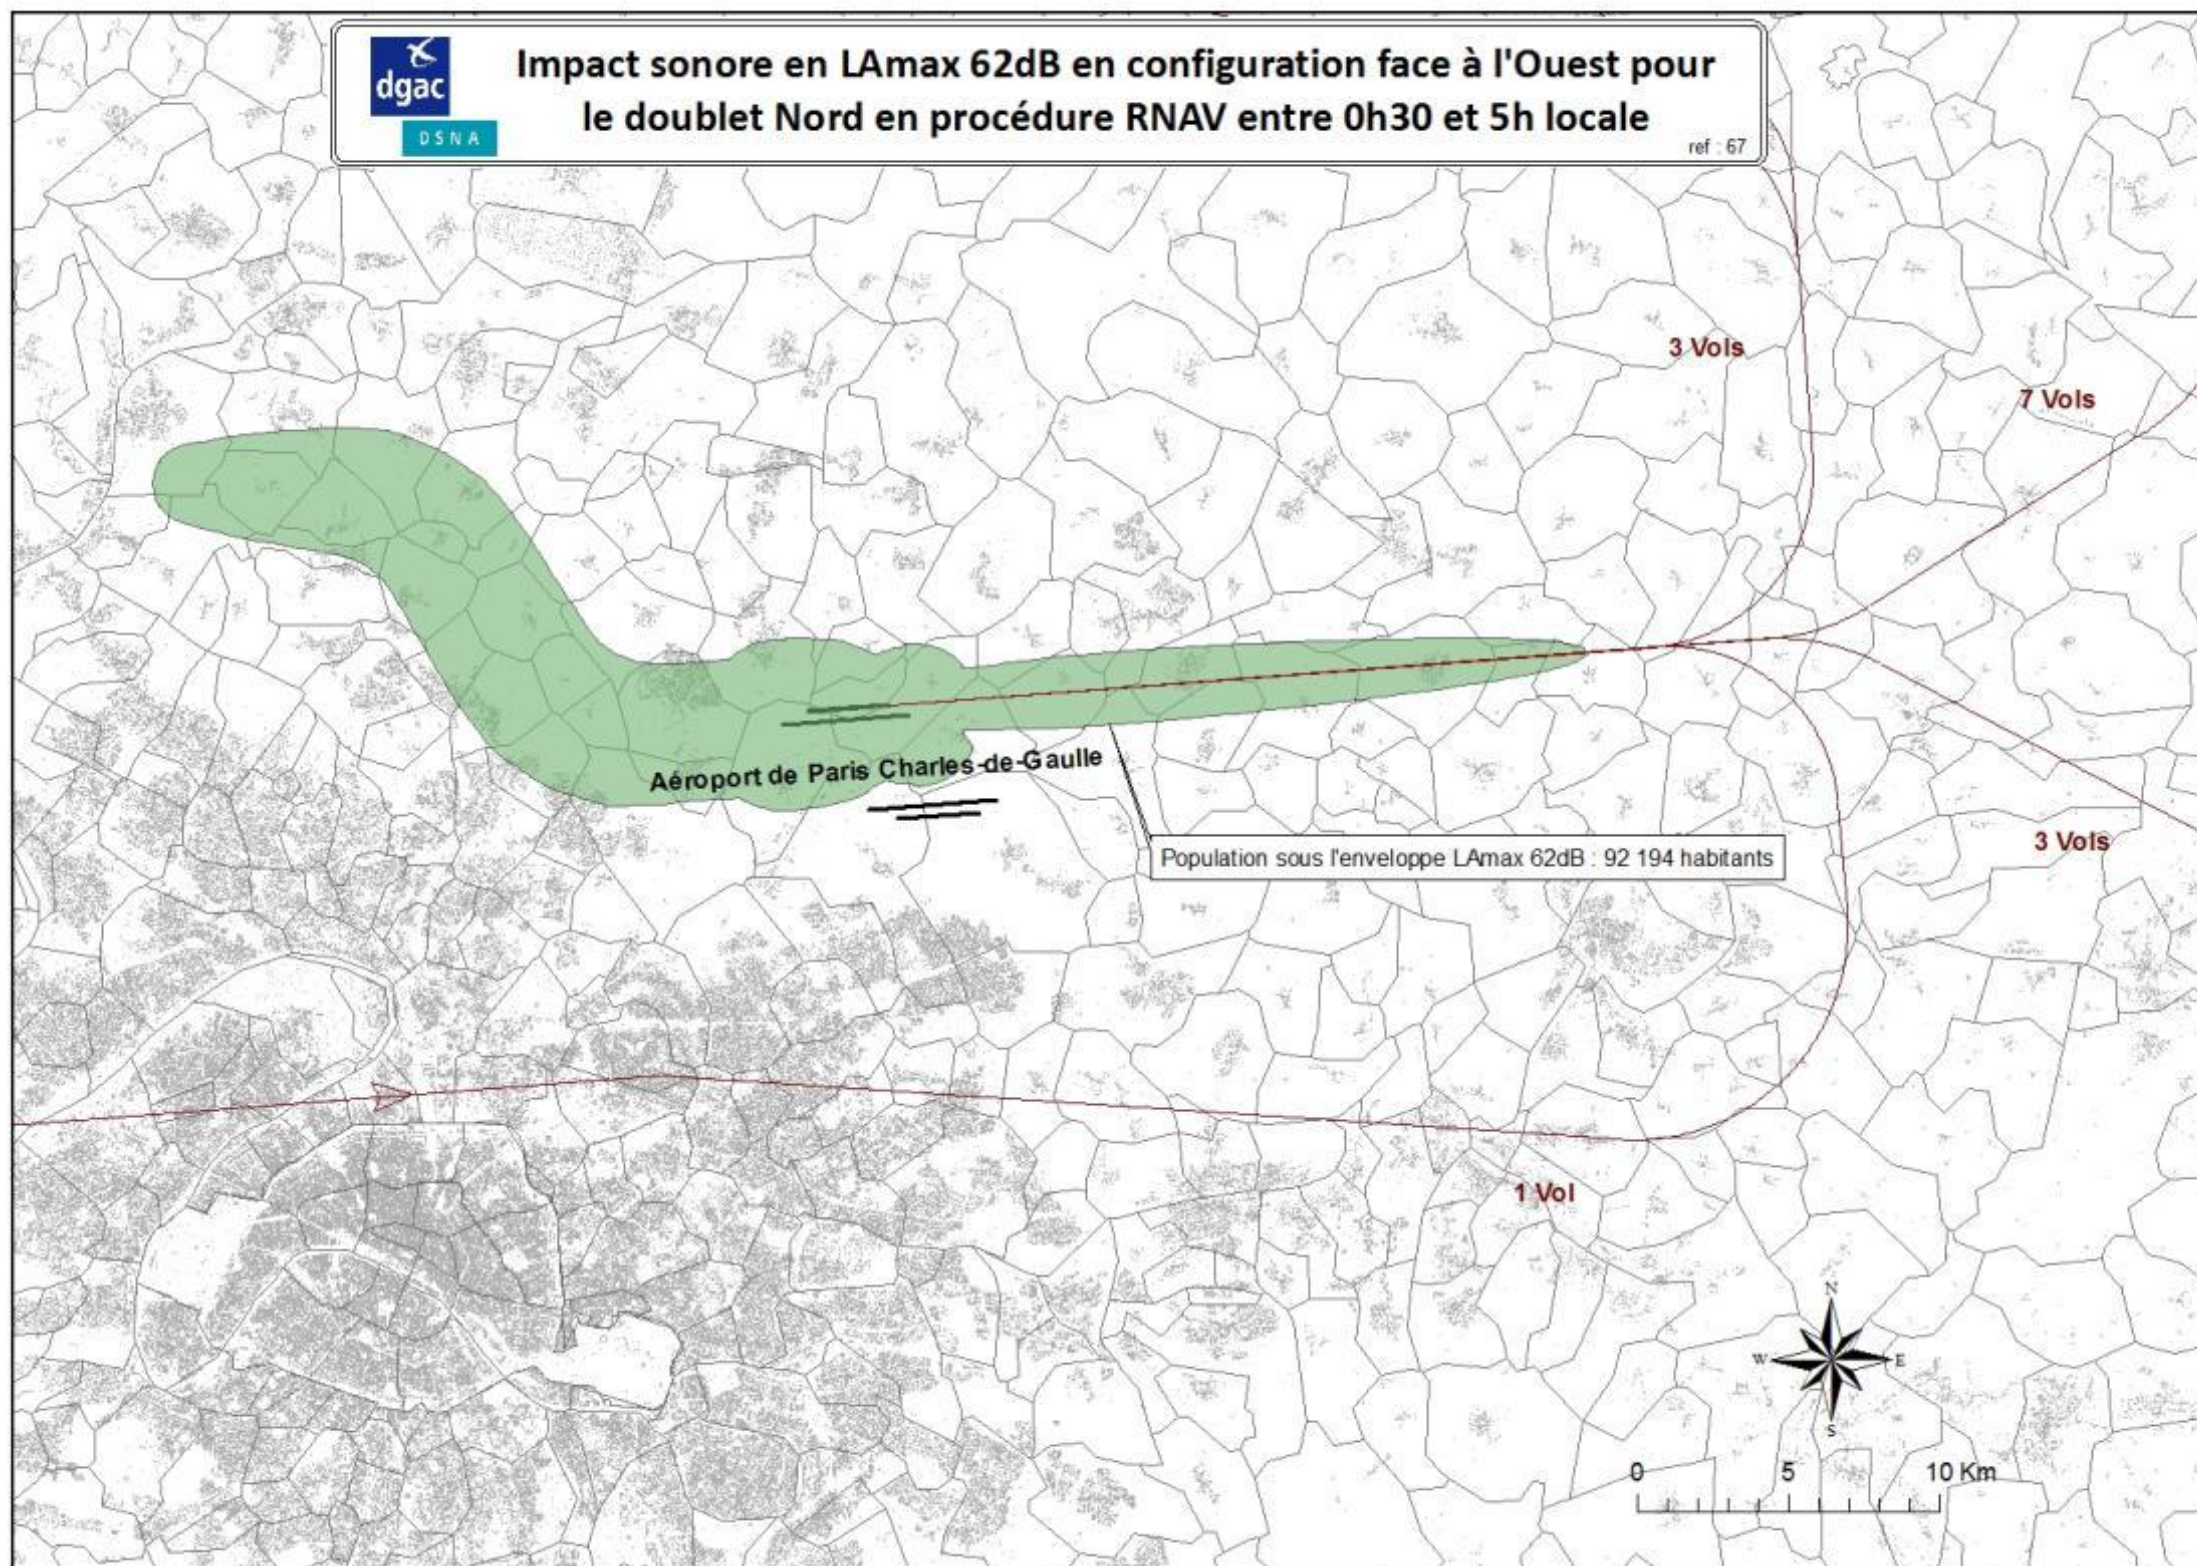 dgac
DSNA
Impact sonore en LAmax 62dB en configuration face à l'Ouest pour
le doublet Nord en procédure RNAV entre 0h30 et 5h locale
ref : 67
3 Vols
7 Vols
Aéroport de Paris Charles-de-Gaulle
Population sous l'enveloppe LAmax 62dB : 92 194 habitants
3 Vols
1 Vol
N
W
E
S
0 5 10 Km